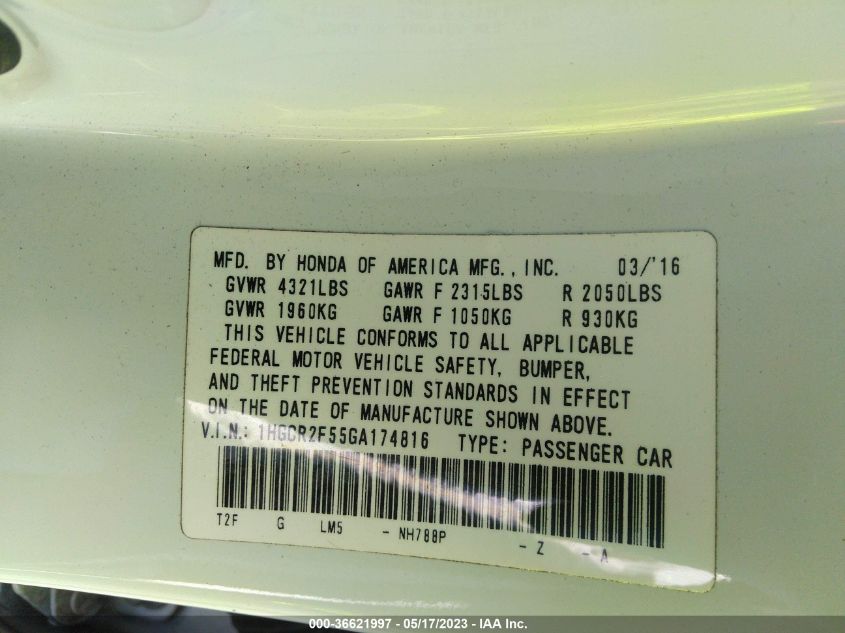 MFD. BY HONDA OF AMERICA MFG., INC. 03/'16
GVWR 4321LBS GAWR F 2315LBS R 2050LBS
GVWR 1960KG GAWR F 1050KG R 930KG
THIS VEHICLE CONFORMS TO ALL APPLICABLE
FEDERAL MOTOR VEHICLE SAFETY, BUMPER,
AND THEFT PREVENTION STANDARDS IN EFFECT
ON THE DATE OF MANUFACTURE SHOWN ABOVE.
V.I.N.: 1HGCR2F55GA174816 TYPE: PASSENGER CAR
T2F G LM5 - NH788P - Z - A
000-36621997 - 05/17/2023 - IAA Inc.